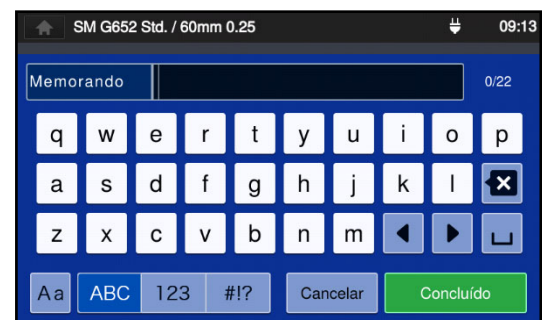 SM G652 Std. / 60mm 0.25 09:13
Memorando 0/22
q w e r t y u i o p
a s d f g h j k l
z x c v b n m
Aa ABC 123 #!? Cancelar Concluído